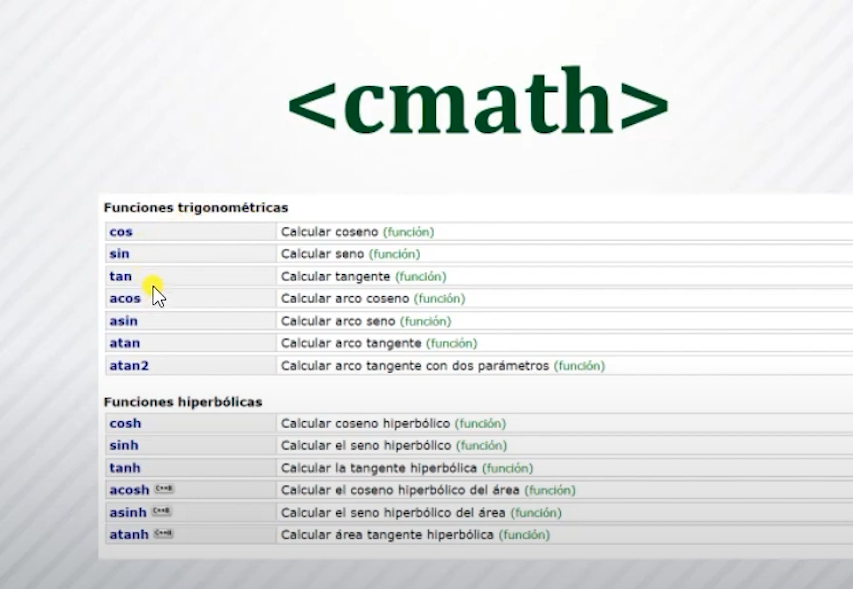 <cmath>
Funciones trigonométricas
cos Calcular coseno (función)
sin Calcular seno (función)
tan Calcular tangente (función)
acos Calcular arco coseno (función)
asin Calcular arco seno (función)
atan Calcular arco tangente (función)
atan2 Calcular arco tangente con dos parámetros (función)
Funciones hiperbólicas
cosh Calcular coseno hiperbólico (función)
sinh Calcular el seno hiperbólico (función)
tanh Calcular la tangente hiperbólica (función)
acosh Calcular el coseno hiperbólico del área (función)
asinh Calcular el seno hiperbólico del área (función)
atanh Calcular área tangente hiperbólica (función)